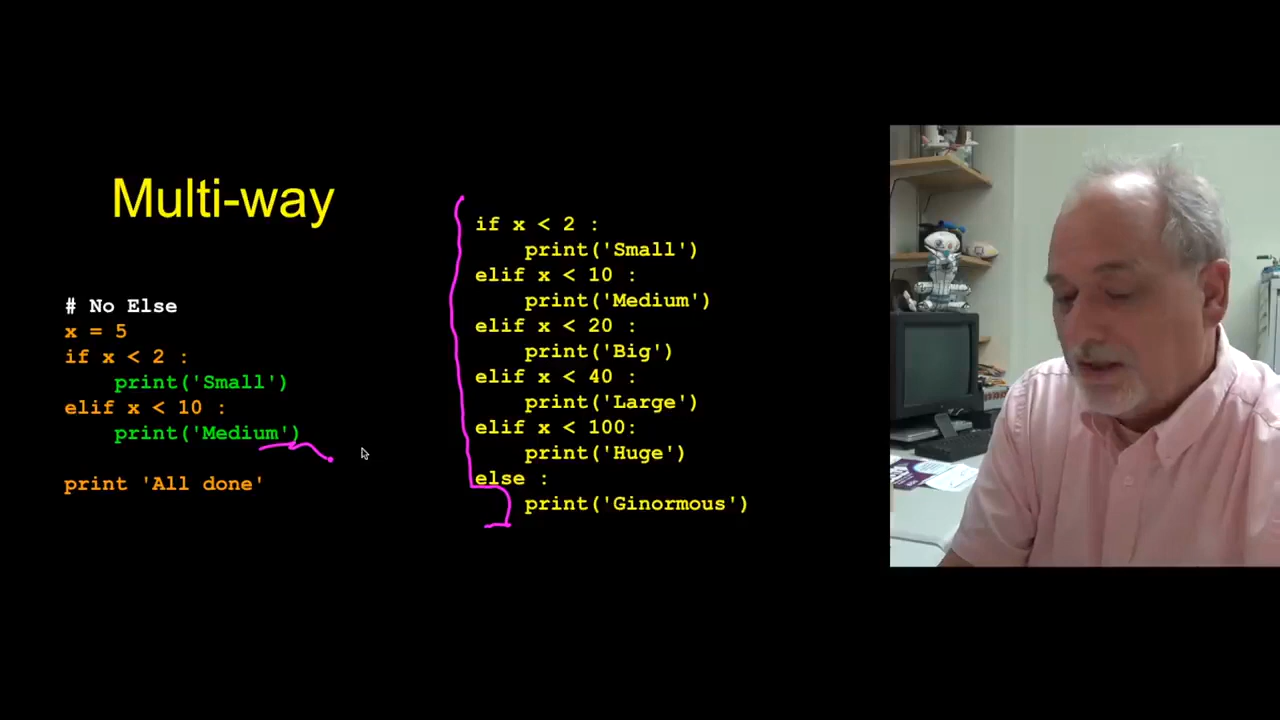 Multi-way
# No Else
x = 5
if x < 2 :
    print('Small')
elif x < 10 :
    print('Medium')
print 'All done'
if x < 2 :
    print('Small')
elif x < 10 :
    print('Medium')
elif x < 20 :
    print('Big')
elif x < 40 :
    print('Large')
elif x < 100:
    print('Huge')
else :
    print('Ginormous')